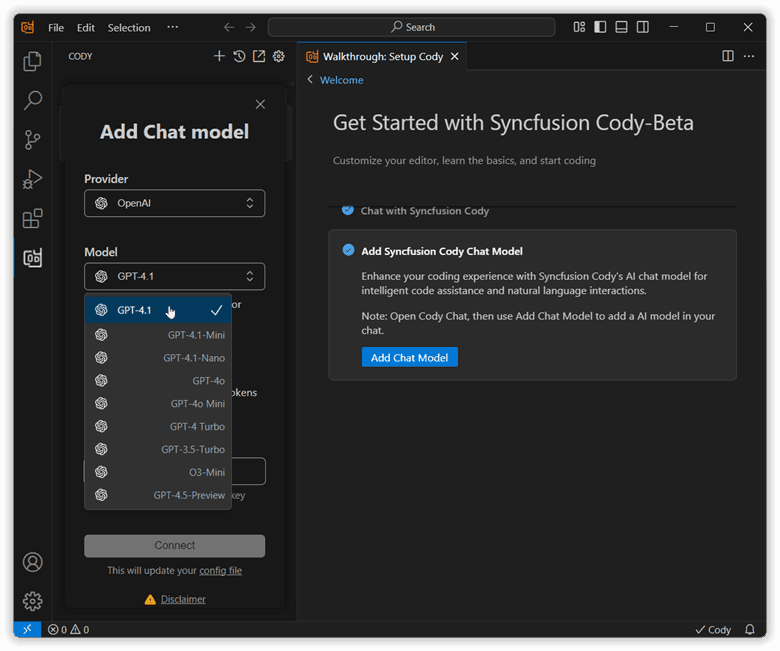 File Edit Selection ···
Search
CODY
Walkthrough: Setup Cody
Welcome
Add Chat model
Provider
OpenAI
Model
GPT-4.1
or
GPT-4.1
GPT-4.1-Mini
GPT-4.1-Nano
GPT-4o
okens
GPT-4o Mini
GPT-4 Turbo
GPT-3.5-Turbo
O3-Mini
GPT-4.5-Preview
key
Connect
This will update your config file
Disclaimer
Get Started with Syncfusion Cody-Beta
Customize your editor, learn the basics, and start coding
Chat with Syncfusion Cody
Add Syncfusion Cody Chat Model
Enhance your coding experience with Syncfusion Cody's AI chat model for
intelligent code assistance and natural language interactions.
Note: Open Cody Chat, then use Add Chat Model to add a AI model in your
chat.
Add Chat Model
0 0
Cody